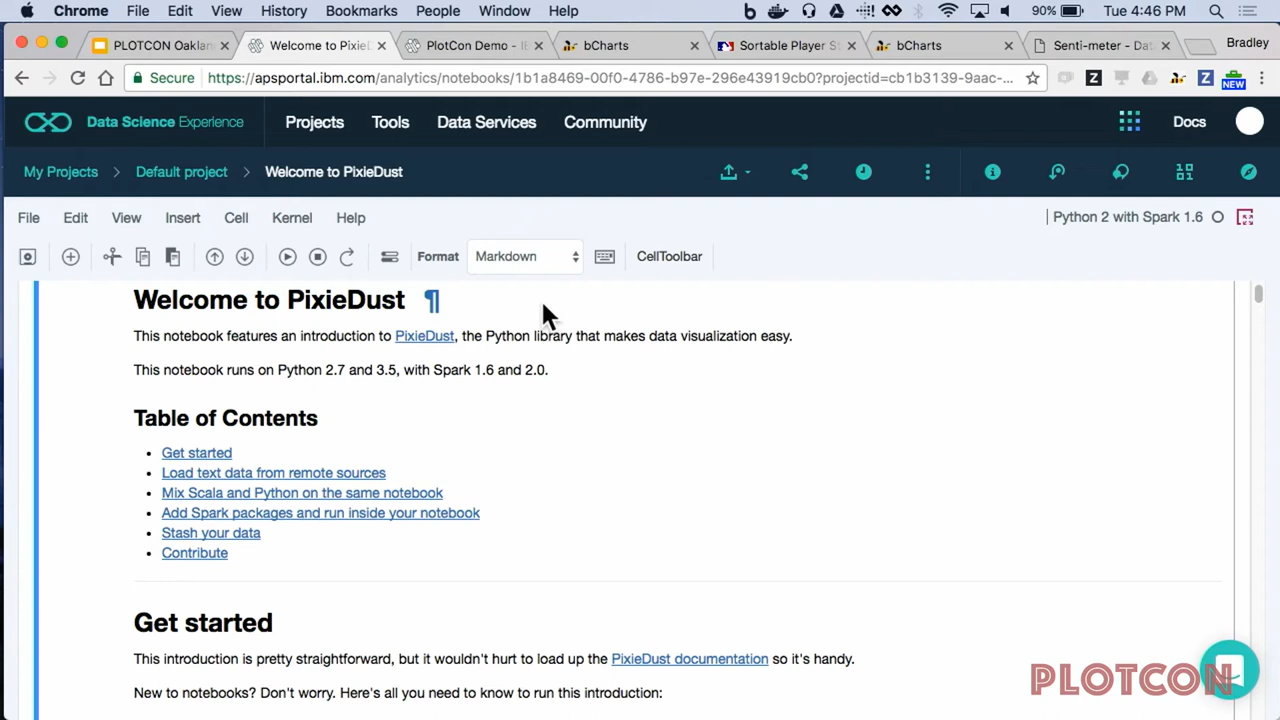 Chrome File Edit View History Bookmarks People Window Help 90% Tue 4:46 PM
PLOTCON Oaklan Welcome to PixieD PlotCon Demo - IE bCharts Sortable Player S bCharts Senti-meter - Dat Bradley
Secure https://apsportal.ibm.com/analytics/notebooks/1b1a8469-00f0-4786-b97e-296e43919cb0?projectid=cb1b3139-9aac-... Z Z NEW
Data Science Experience Projects Tools Data Services Community Docs
My Projects > Default project > Welcome to PixieDust
File Edit View Insert Cell Kernel Help Python 2 with Spark 1.6
Format Markdown CellToolbar
Welcome to PixieDust ¶
This notebook features an introduction to PixieDust, the Python library that makes data visualization easy.
This notebook runs on Python 2.7 and 3.5, with Spark 1.6 and 2.0.
Table of Contents
• Get started
• Load text data from remote sources
• Mix Scala and Python on the same notebook
• Add Spark packages and run inside your notebook
• Stash your data
• Contribute
Get started
This introduction is pretty straightforward, but it wouldn't hurt to load up the PixieDust documentation so it's handy.
New to notebooks? Don't worry. Here's all you need to know to run this introduction:
PLOTCON